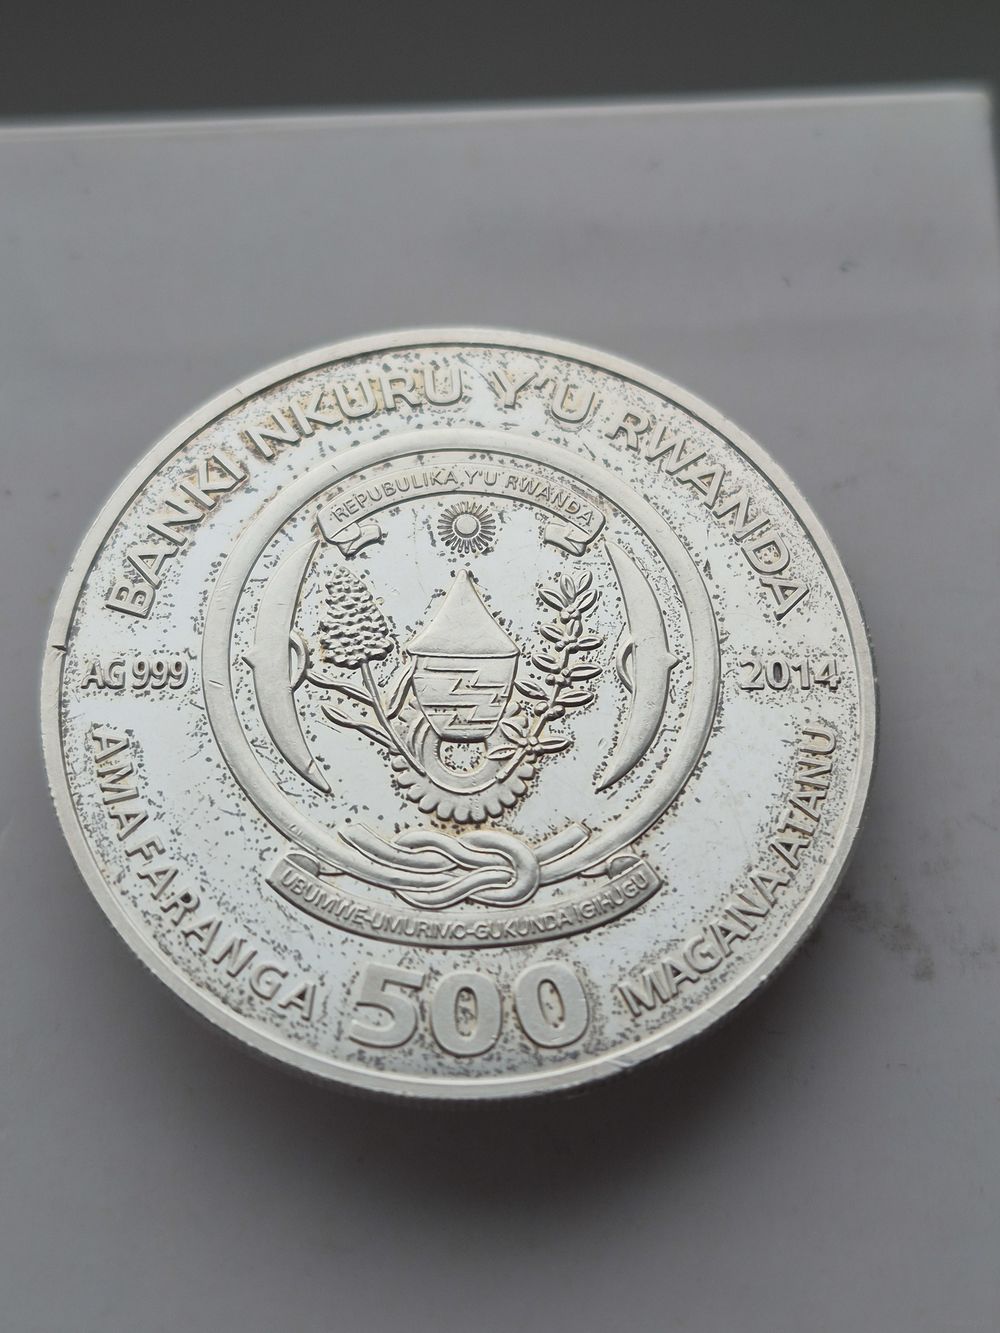 BANKI NKURU Y'U RWANDA
REPUBULIKA Y'U RWANDA
AG 999
2014
UBUMWE-UMURIMO-GUKUNDA IGIHUGU
AMAFARANGA
500
MAGANA ATANU